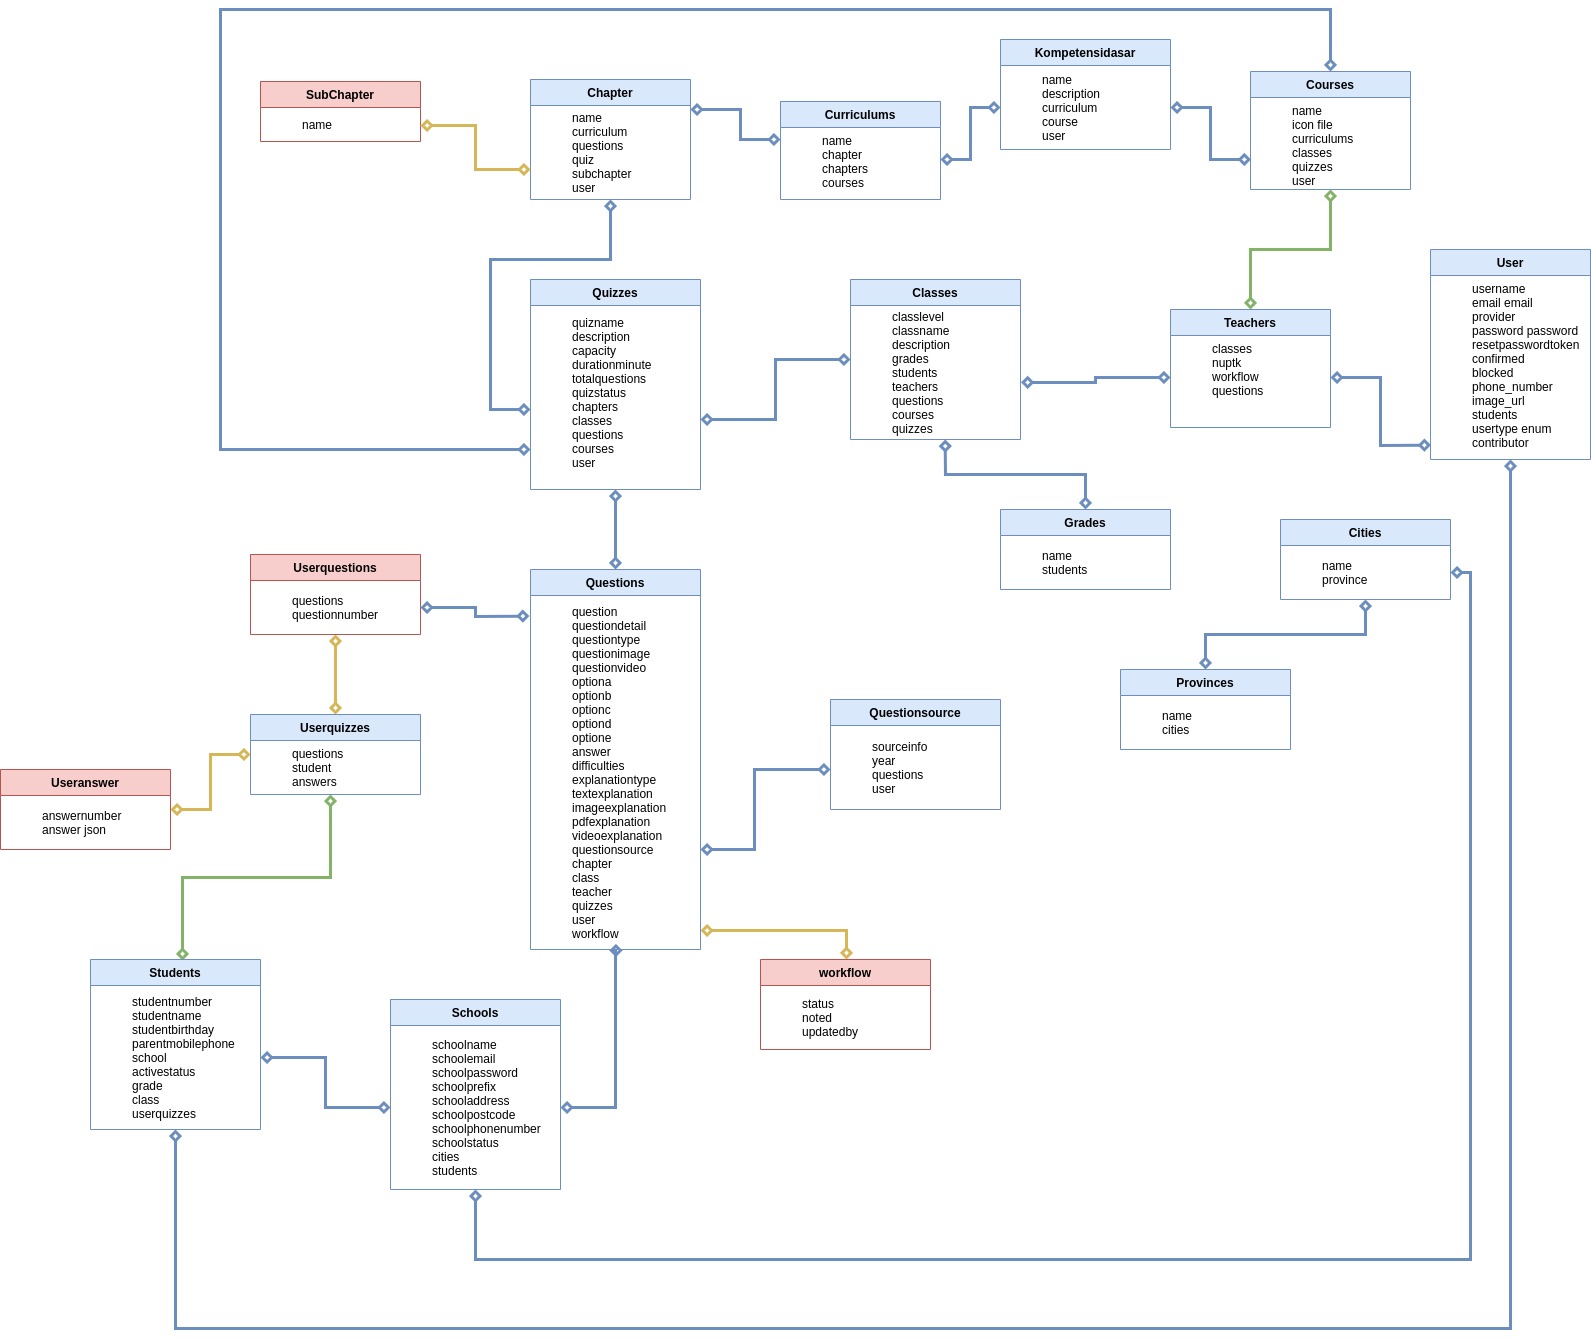 SubChapter
name
Chapter
name
curriculum
questions
quiz
subchapter
user
Curriculums
name
chapter
chapters
courses
Kompetensidasar
name
description
curriculum
course
user
Courses
name
icon file
curriculums
classes
quizzes
user
Quizzes
quizname
description
capacity
durationminute
totalquestions
quizstatus
chapters
classes
questions
courses
user
Classes
classlevel
classname
description
grades
students
teachers
questions
courses
quizzes
Teachers
classes
nuptk
workflow
questions
User
username
email email
provider
password password
resetpasswordtoken
confirmed
blocked
phone_number
image_url
students
usertype enum
contributor
Grades
name
students
Cities
name
province
Userquestions
questions
questionnumber
Questions
question
questiondetail
questiontype
questionimage
questionvideo
optiona
optionb
optionc
optiond
optione
answer
difficulties
explanationtype
textexplanation
imageexplanation
pdfexplanation
videoexplanation
questionsource
chapter
class
teacher
quizzes
user
workflow
Provinces
name
cities
Questionsource
sourceinfo
year
questions
user
Userquizzes
questions
student
answers
Useranswer
answernumber
answer json
Students
studentnumber
studentname
studentbirthday
parentmobilephone
school
activestatus
grade
class
userquizzes
Schools
schoolname
schoolemail
schoolpassword
schoolprefix
schooladdress
schoolpostcode
schoolphonenumber
schoolstatus
cities
students
workflow
status
noted
updatedby